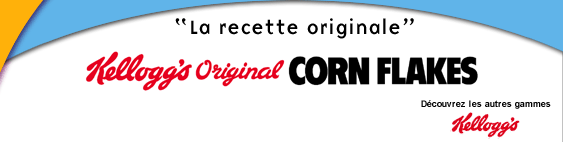 “La recette originale”
Kellogg's Original CORN FLAKES
Découvrez les autres gammes
Kellogg's